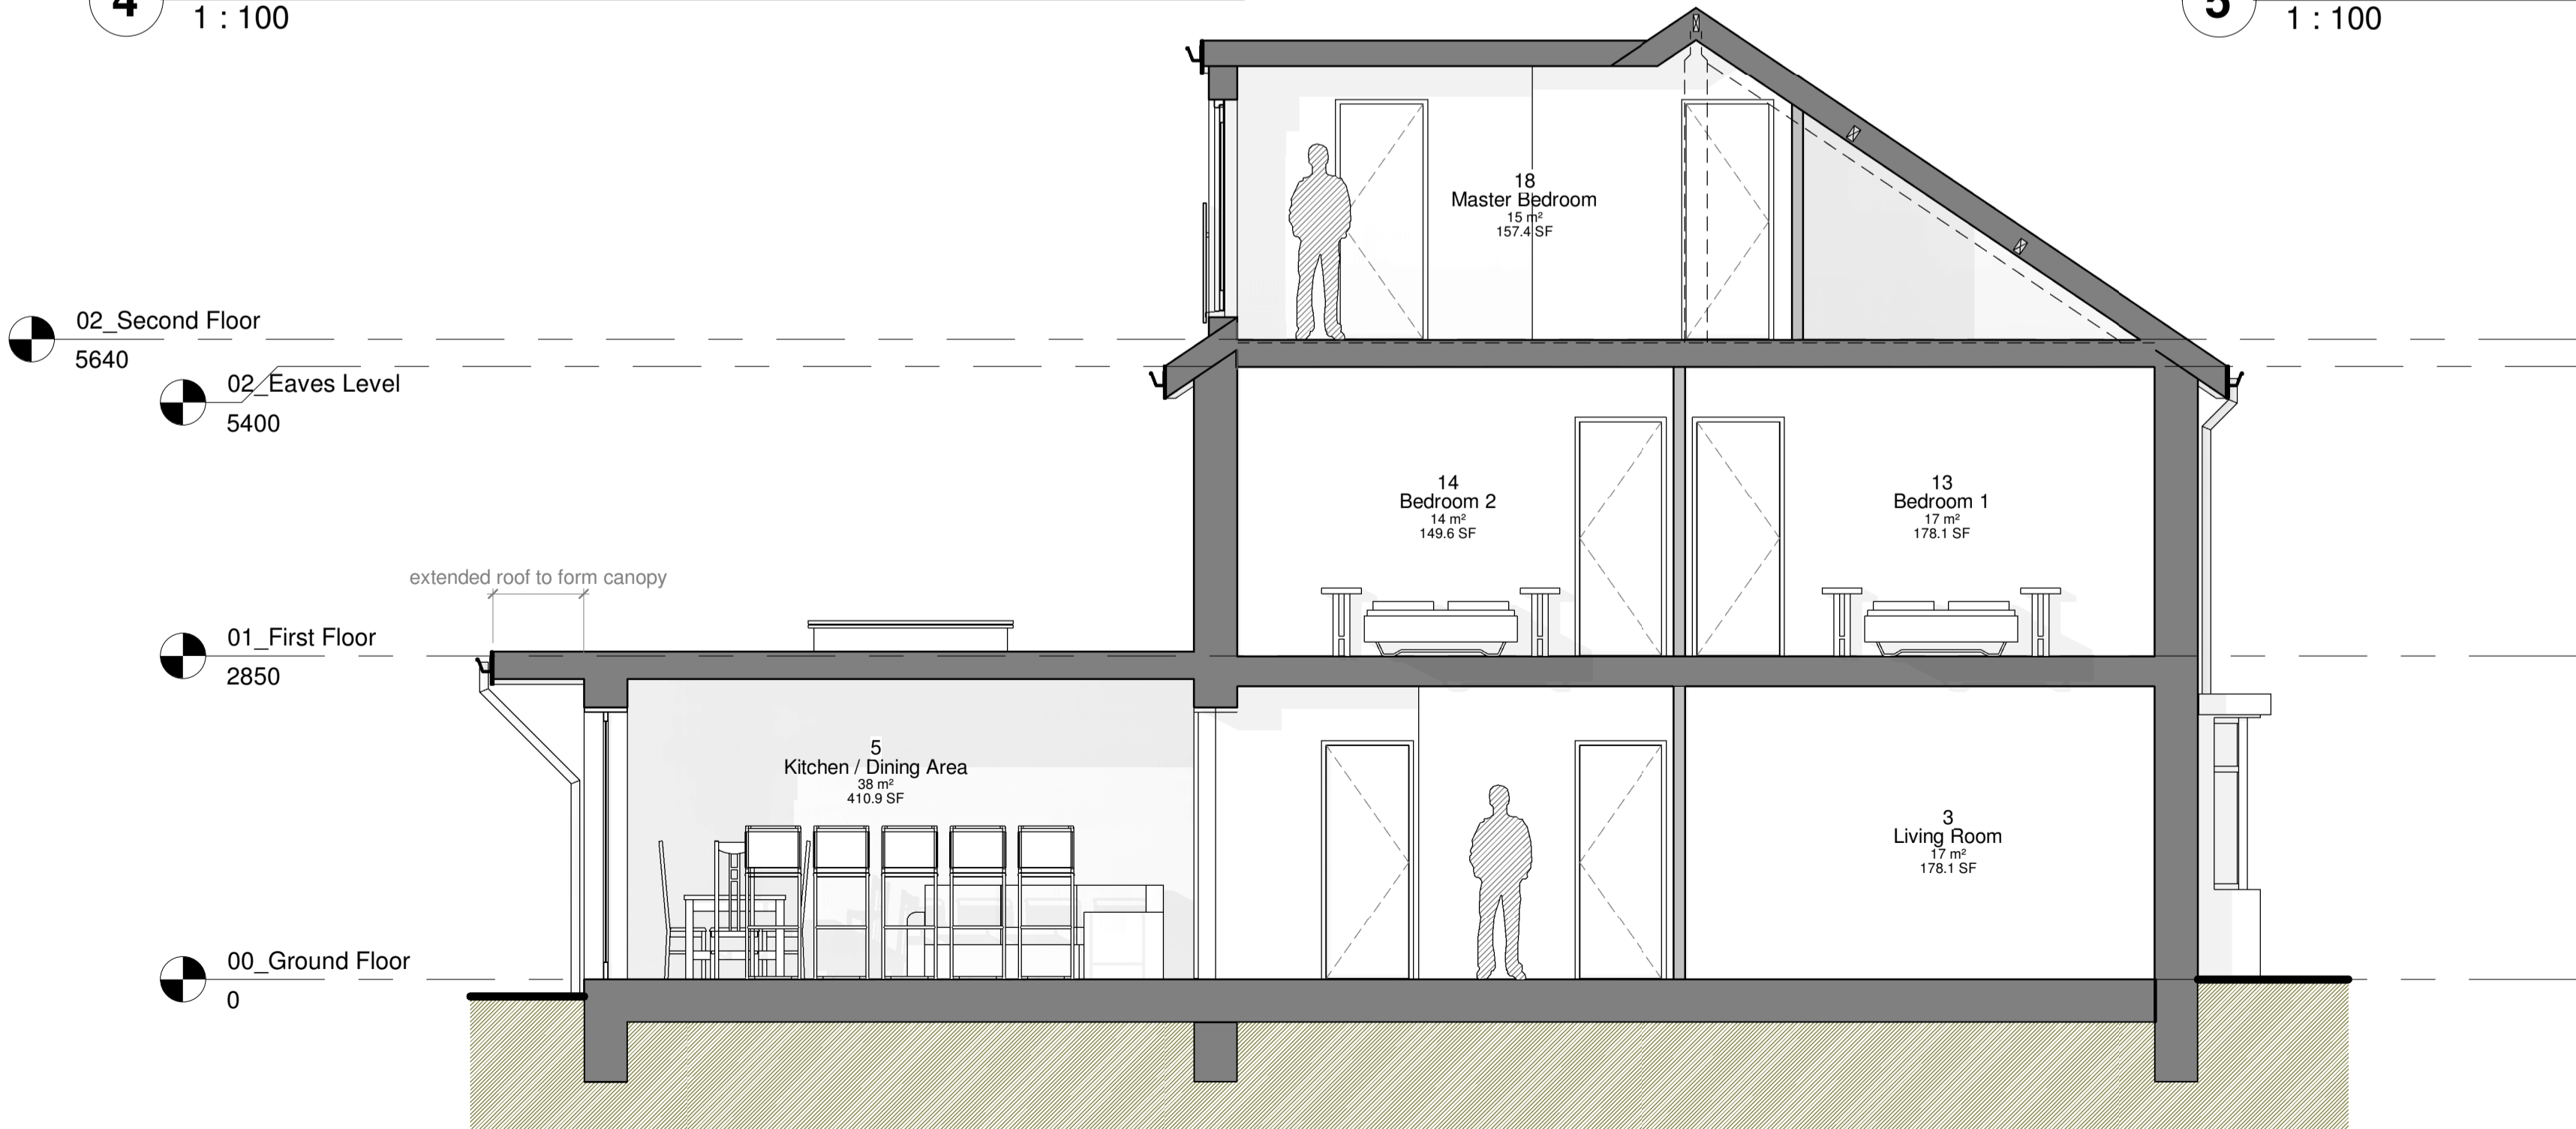 4
1 : 100
5
1 : 100
18
Master Bedroom
15 m²
157.4 SF
02_Second Floor
5640
02_Eaves Level
5400
14
Bedroom 2
14 m²
149.6 SF
13
Bedroom 1
17 m²
178.1 SF
extended roof to form canopy
01_First Floor
2850
5
Kitchen / Dining Area
38 m²
410.9 SF
3
Living Room
17 m²
178.1 SF
00_Ground Floor
0